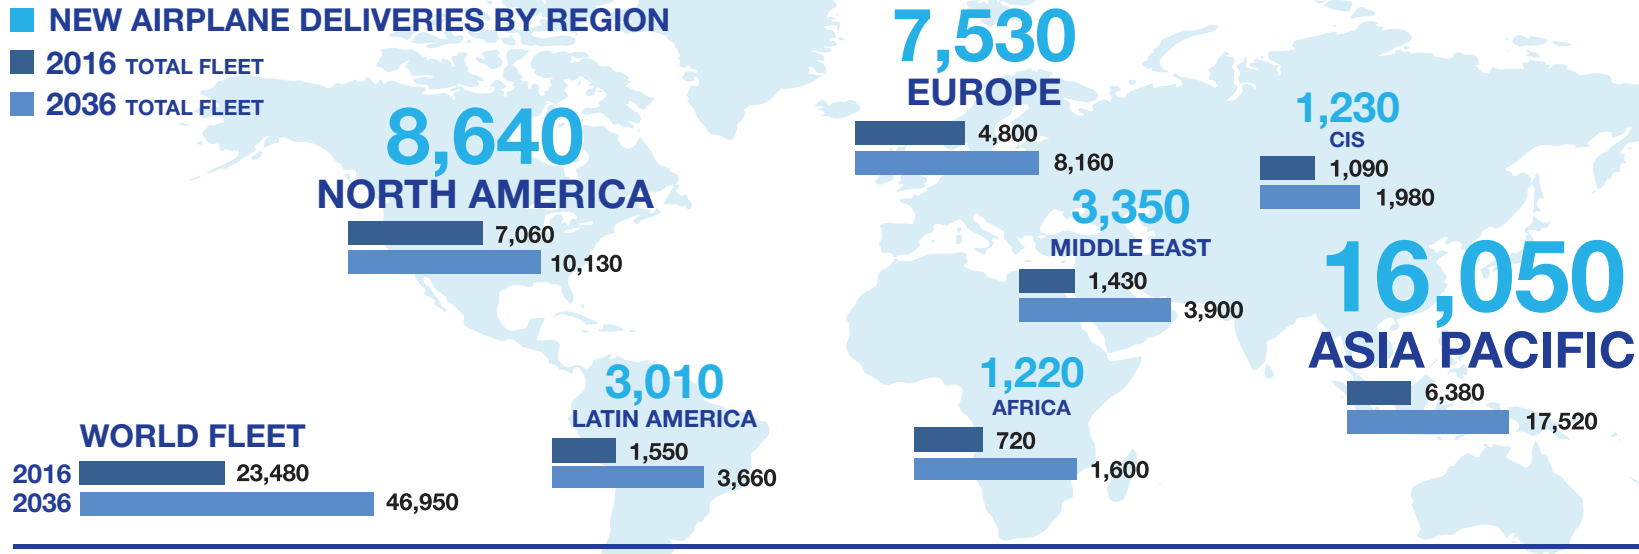 NEW AIRPLANE DELIVERIES BY REGION
2016 TOTAL FLEET
2036 TOTAL FLEET
8,640
NORTH AMERICA
7,060
10,130
7,530
EUROPE
4,800
8,160
1,230
CIS
1,090
1,980
3,350
MIDDLE EAST
1,430
3,900
16,050
ASIA PACIFIC
6,380
17,520
3,010
LATIN AMERICA
1,550
3,660
1,220
AFRICA
720
1,600
WORLD FLEET
2016 23,480
2036 46,950